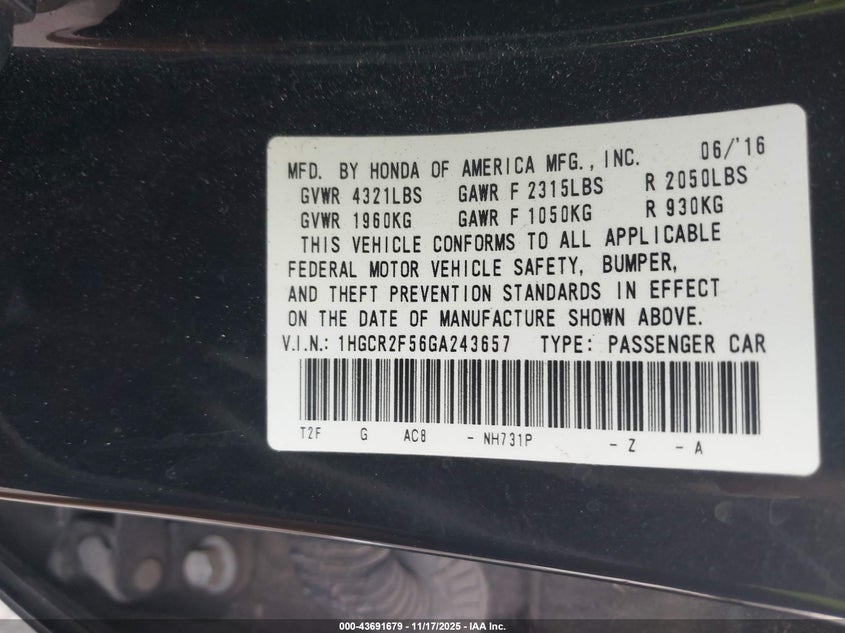 MFD. BY HONDA OF AMERICA MFG., INC. 06/'16
GVWR 4321LBS GAWR F 2315LBS R 2050LBS
GVWR 1960KG GAWR F 1050KG R 930KG
THIS VEHICLE CONFORMS TO ALL APPLICABLE
FEDERAL MOTOR VEHICLE SAFETY, BUMPER,
AND THEFT PREVENTION STANDARDS IN EFFECT
ON THE DATE OF MANUFACTURE SHOWN ABOVE.
V.I.N.: 1HGCR2F56GA243657 TYPE: PASSENGER CAR
T2F G AC8 - NH731P - Z - A
000-43691679 - 11/17/2025 - IAA Inc.